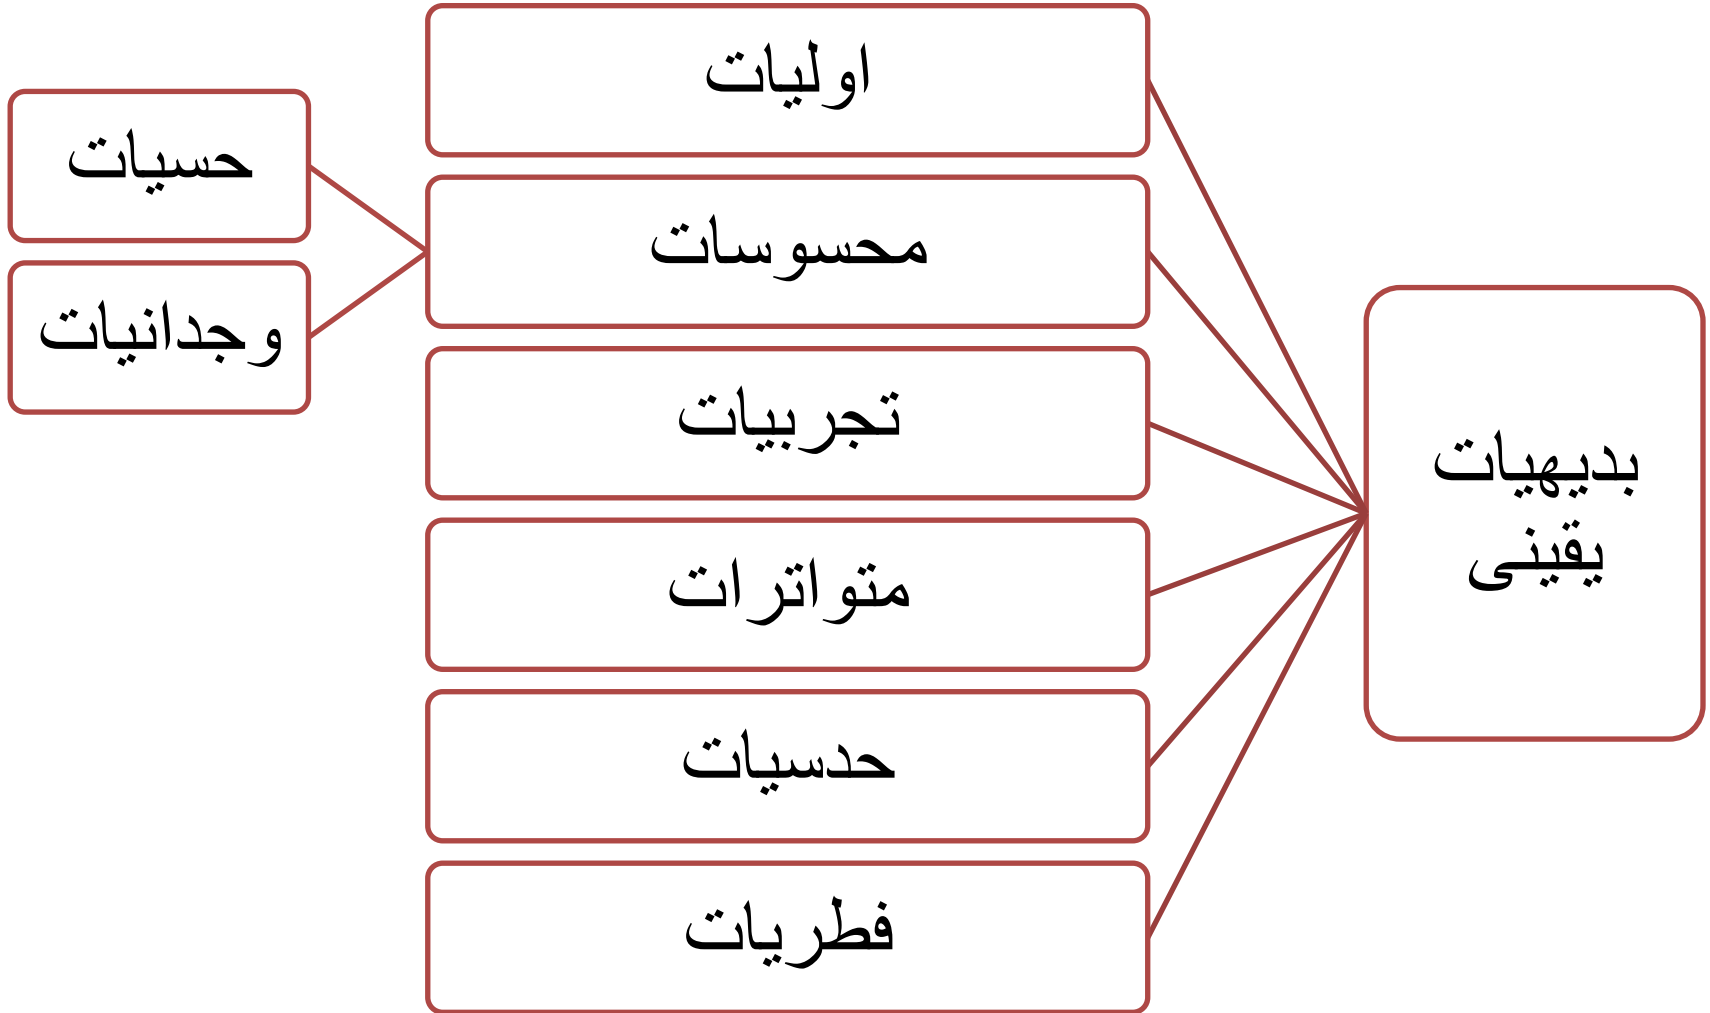 بدیهیات
یقینی
اولیات
محسوسات
حسیات
وجدانیات
تجربیات
متواترات
حدسیات
فطریات